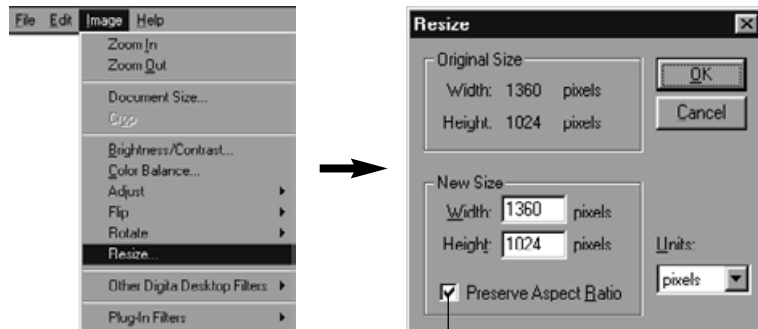 File Edit Image Help
Zoom In
Zoom Out
Document Size...
Crop
Brightness/Contrast...
Color Balance...
Adjust
Flip
Rotate
Resize...
Other Digita Desktop Filters
Plug-In Filters
Resize
Original Size
Width: 1360 pixels
Height: 1024 pixels
OK
Cancel
New Size
Width: 1360 pixels
Height: 1024 pixels
Preserve Aspect Ratio
Units:
pixels